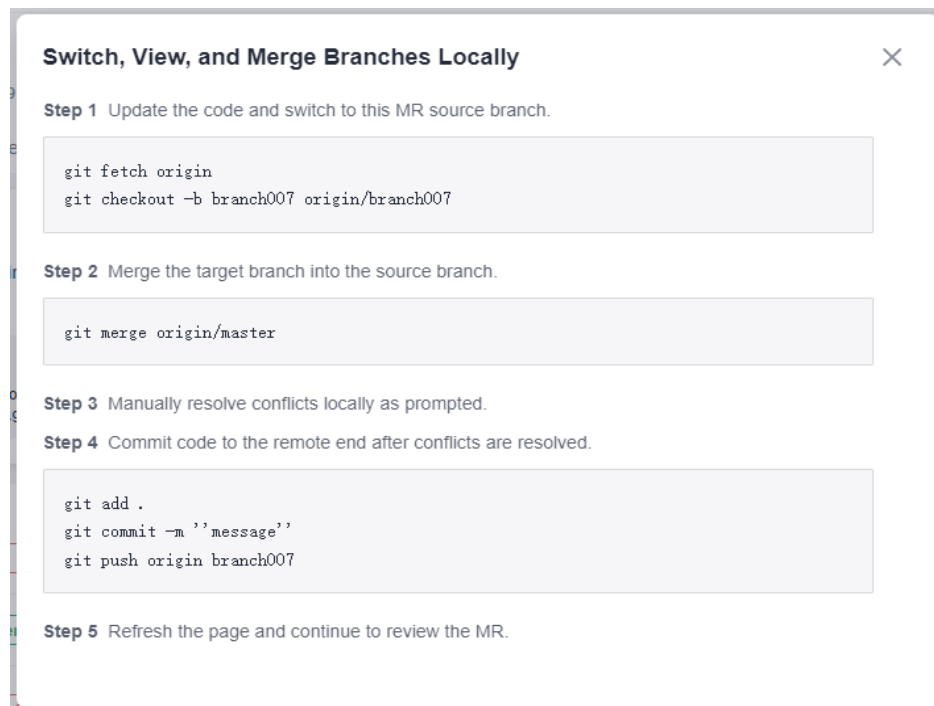 Switch, View, and Merge Branches Locally
Step 1 Update the code and switch to this MR source branch.
git fetch origin
git checkout -b branch007 origin/branch007
Step 2 Merge the target branch into the source branch.
git merge origin/master
Step 3 Manually resolve conflicts locally as prompted.
Step 4 Commit code to the remote end after conflicts are resolved.
git add .
git commit -m ''message''
git push origin branch007
Step 5 Refresh the page and continue to review the MR.